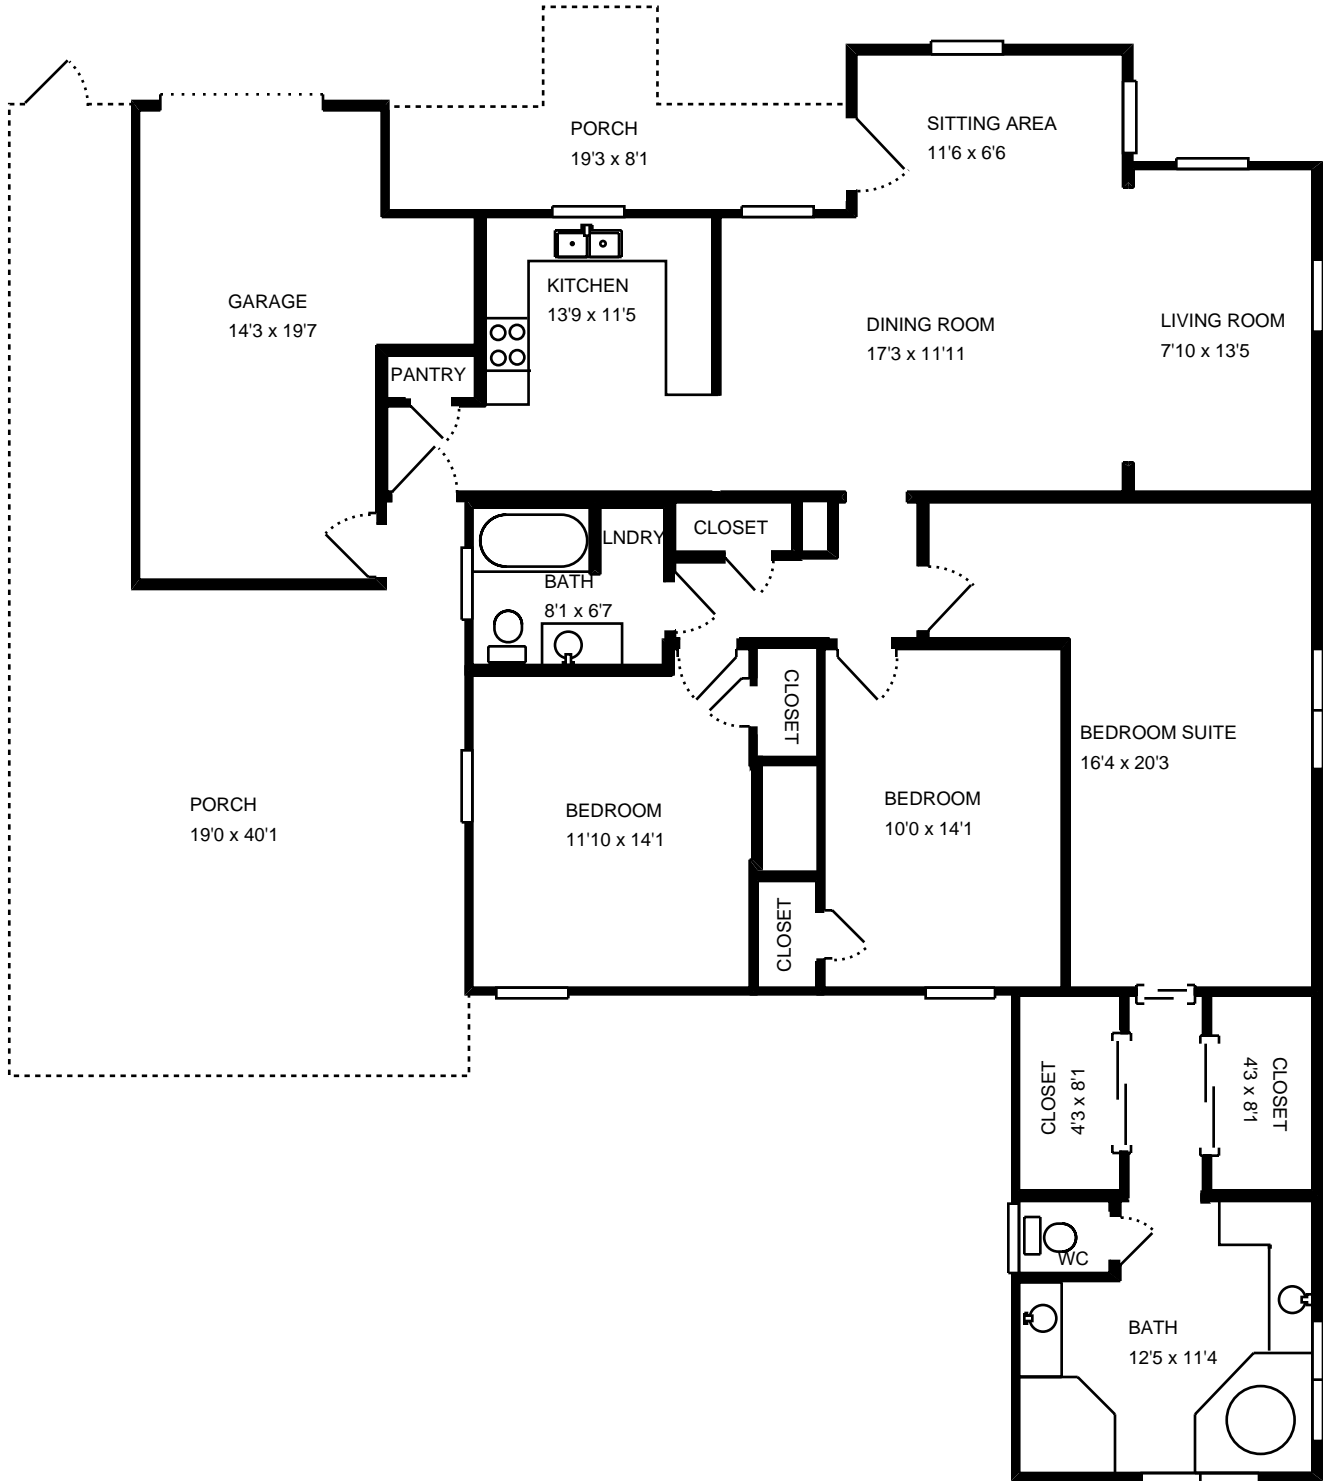 SITTING AREA
11'6 x 6'6
PORCH
19'3 x 8'1
KITCHEN
13'9 x 11'5
GARAGE
14'3 x 19'7
DINING ROOM
17'3 x 11'11
LIVING ROOM
7'10 x 13'5
PANTRY
CLOSET
LNDRY
BATH
8'1 x 6'7
CLOSET
BEDROOM SUITE
16'4 x 20'3
PORCH
19'0 x 40'1
BEDROOM
11'10 x 14'1
BEDROOM
10'0 x 14'1
CLOSET
CLOSET
4'3 x 8'1
CLOSET
4'3 x 8'1
WC
BATH
12'5 x 11'4